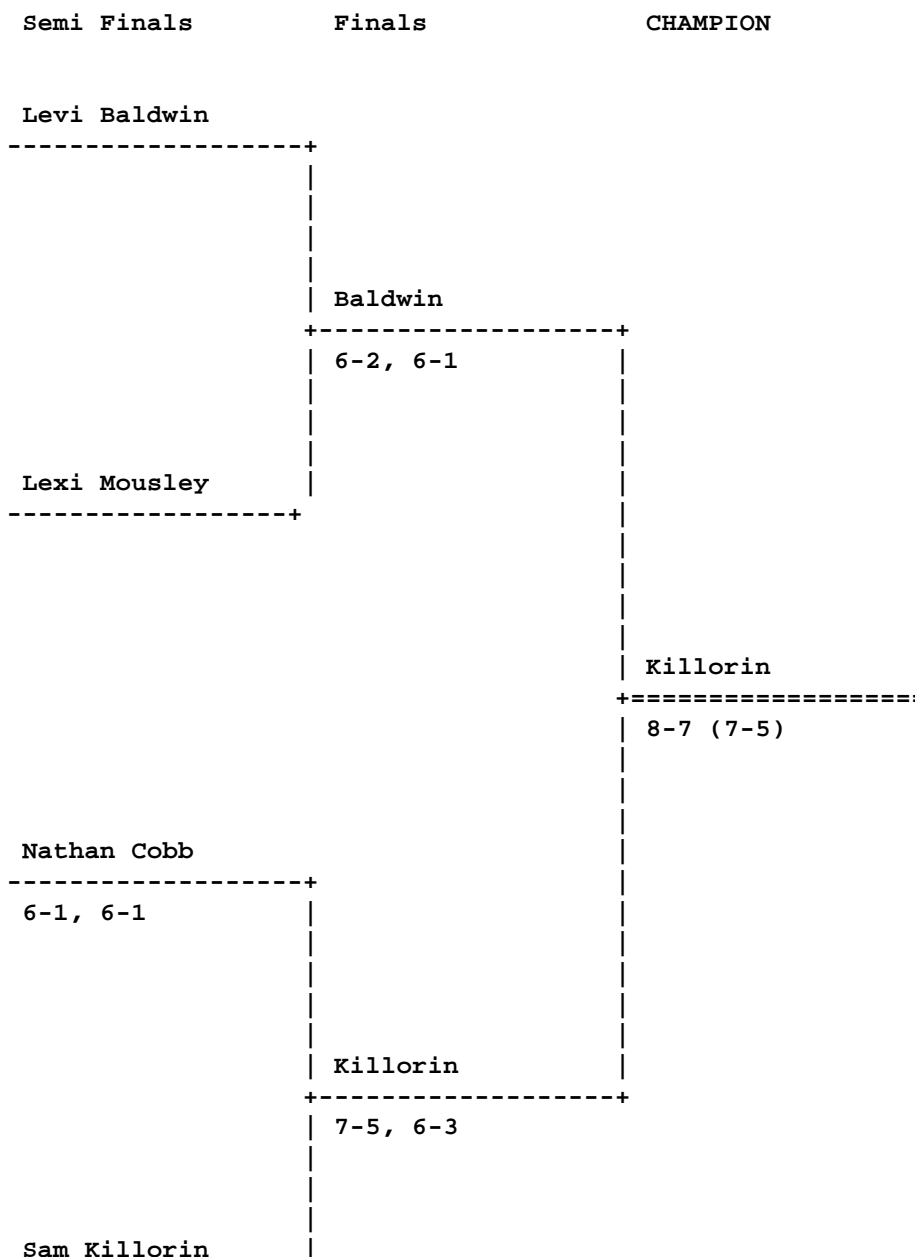 Semi Finals Finals CHAMPION
Levi Baldwin
Baldwin
6-2, 6-1
Lexi Mousley
Killorin
8-7 (7-5)
Nathan Cobb
6-1, 6-1
Killorin
7-5, 6-3
Sam Killorin